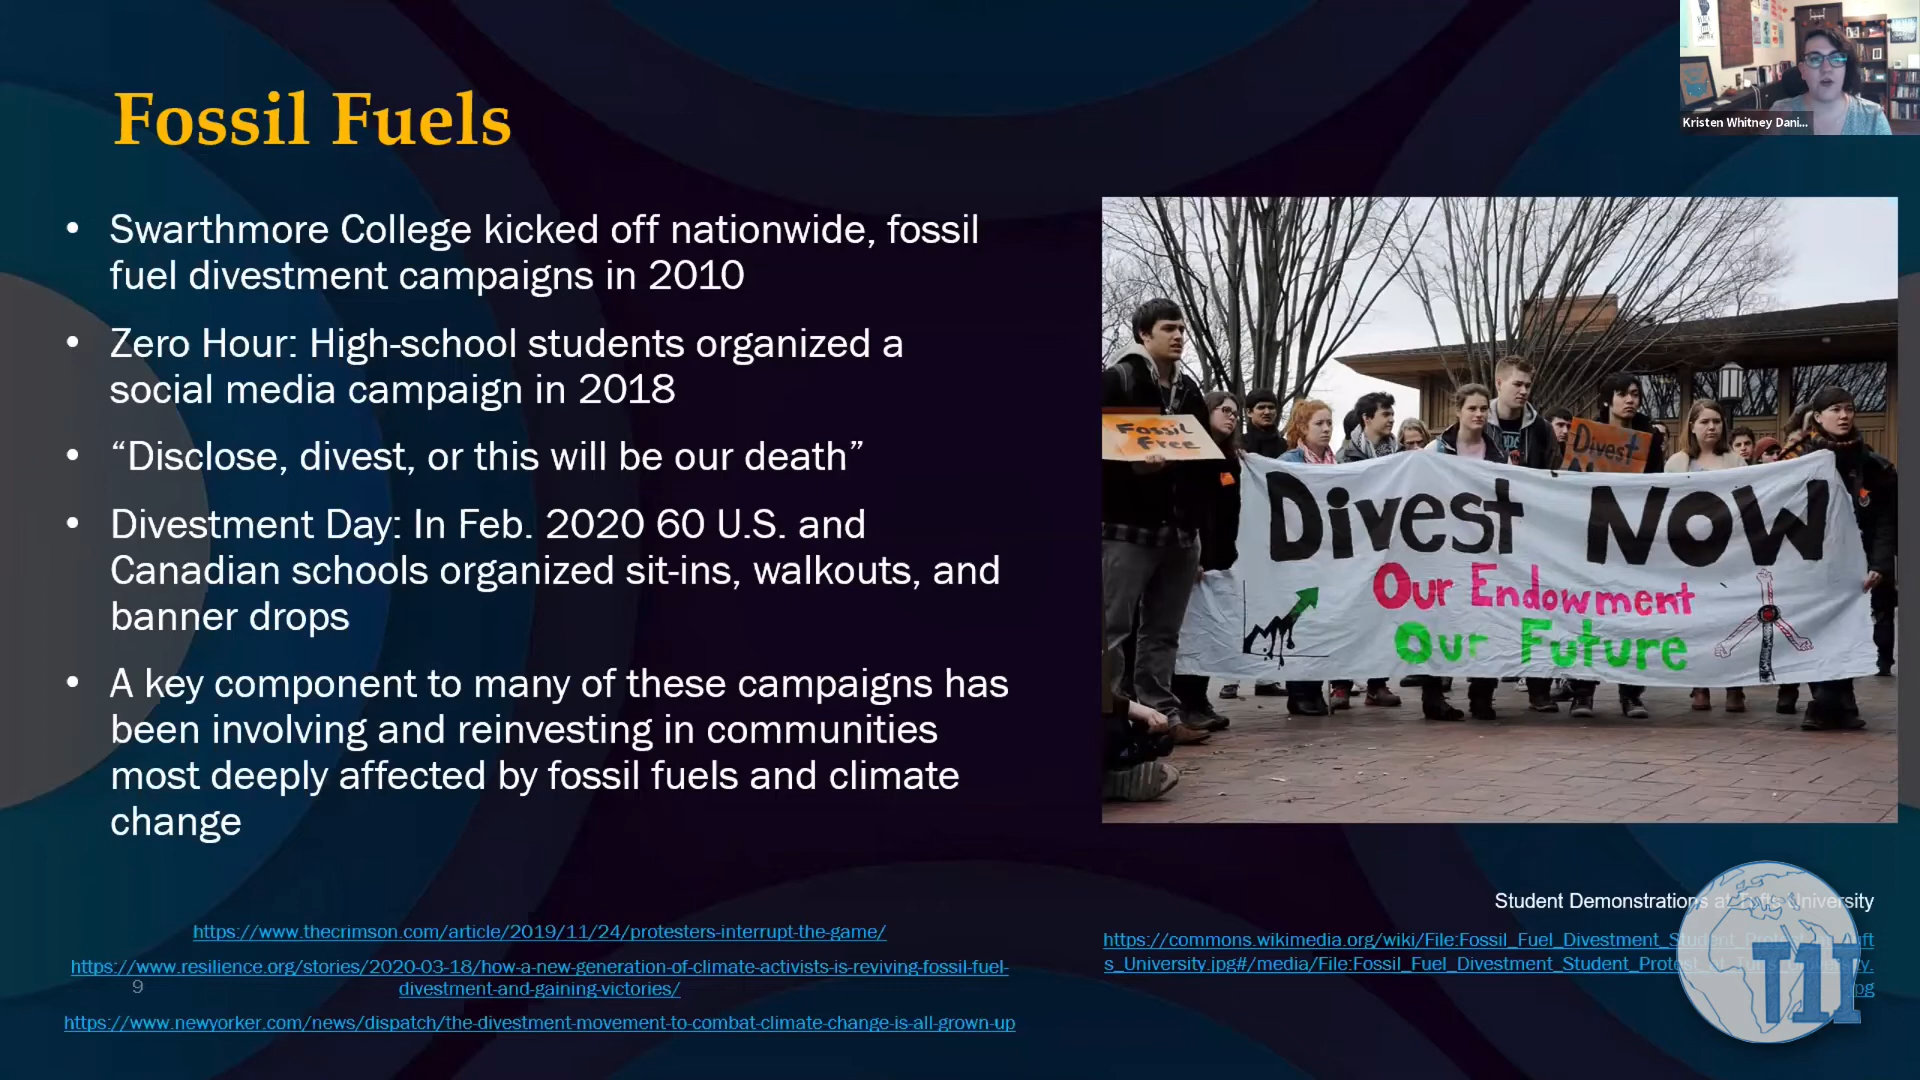 Kristen Whitney Dani...
Fossil Fuels
• Swarthmore College kicked off nationwide, fossil
fuel divestment campaigns in 2010
• Zero Hour: High-school students organized a
social media campaign in 2018
• “Disclose, divest, or this will be our death”
• Divestment Day: In Feb. 2020 60 U.S. and
Canadian schools organized sit-ins, walkouts, and
banner drops
• A key component to many of these campaigns has
been involving and reinvesting in communities
most deeply affected by fossil fuels and climate
change
Fossil
Free
Divest
Divest NOW
Our Endowment
Our Future
Student Demonstrations at Tufts University
https://www.thecrimson.com/article/2019/11/24/protesters-interrupt-the-game/
https://www.resilience.org/stories/2020-03-18/how-a-new-generation-of-climate-activists-is-reviving-fossil-fuel-
divestment-and-gaining-victories/
9
https://www.newyorker.com/news/dispatch/the-divestment-movement-to-combat-climate-change-is-all-grown-up
https://commons.wikimedia.org/wiki/File:Fossil_Fuel_Divestment_Student_Protest_at_Tuft
s_University.jpg#/media/File:Fossil_Fuel_Divestment_Student_Protest_at_Tufts_University.
jpg